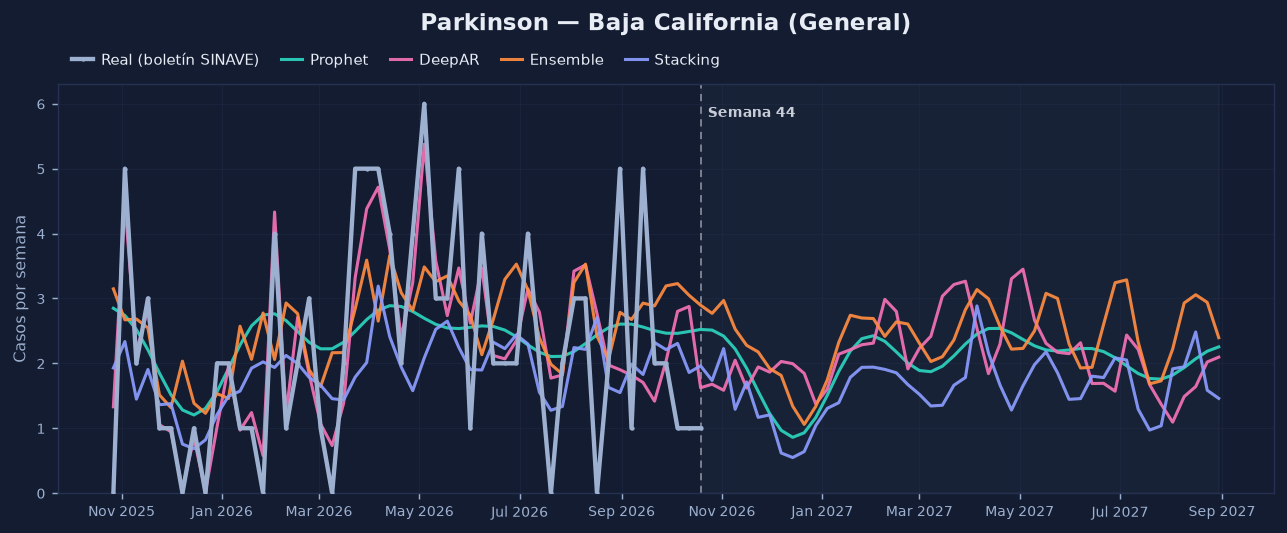 Parkinson — Baja California (General)
Real (boletín SINAVE) Prophet DeepAR Ensemble Stacking
Semana 44
Casos por semana
6
5
4
3
2
1
0
Nov 2025 Jan 2026 Mar 2026 May 2026 Jul 2026 Sep 2026 Nov 2026 Jan 2027 Mar 2027 May 2027 Jul 2027 Sep 2027